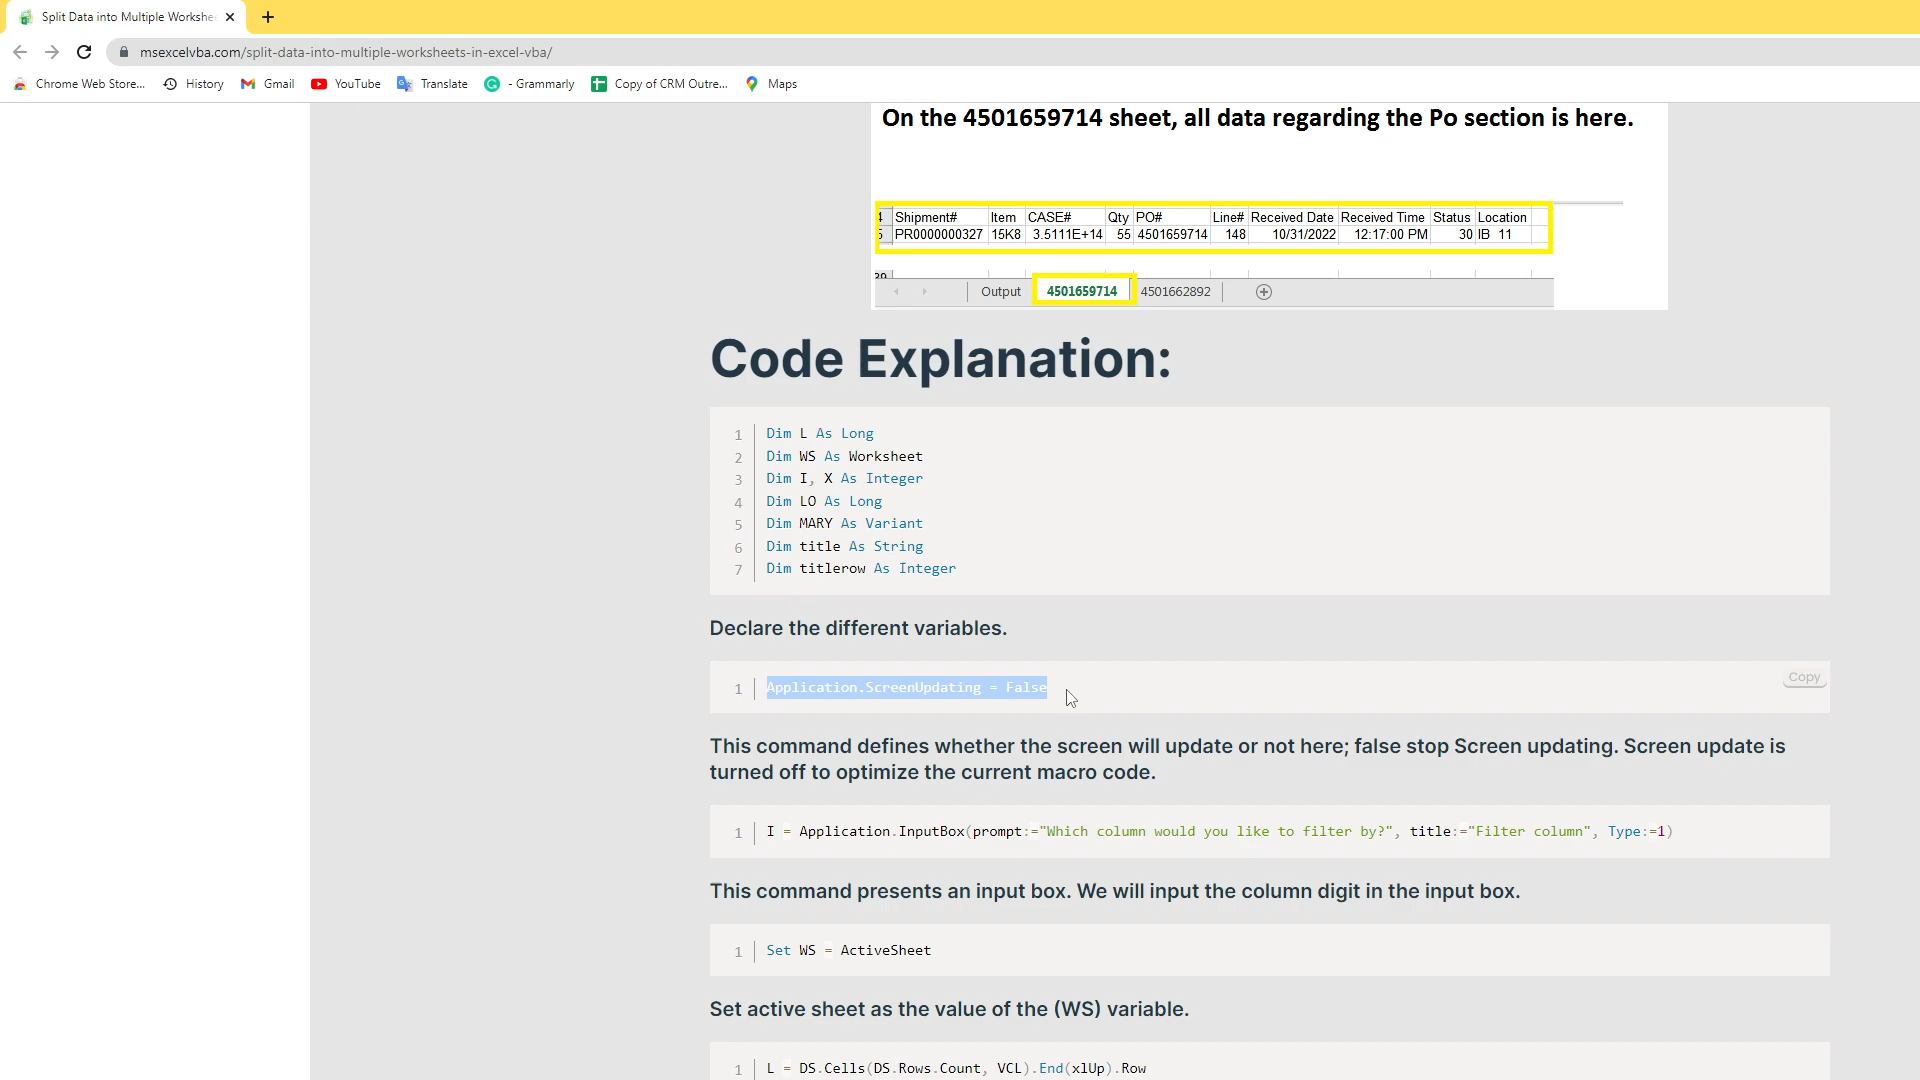 Split Data into Multiple Workshe
msexcelvba.com/split-data-into-multiple-worksheets-in-excel-vba/
Chrome Web Store... History Gmail YouTube Translate - Grammarly Copy of CRM Outre... Maps
On the 4501659714 sheet, all data regarding the Po section is here.
Shipment# Item CASE# Qty PO# Line# Received Date Received Time Status Location
PR0000000327 15K8 3.5111E+14 55 4501659714 148 10/31/2022 12:17:00 PM 30 IB 11
Output 4501659714 4501662892
Code Explanation:
1 Dim L As Long
2 Dim WS As Worksheet
3 Dim I, X As Integer
4 Dim LO As Long
5 Dim MARY As Variant
6 Dim title As String
7 Dim titlerow As Integer
Declare the different variables.
1 Application.ScreenUpdating = False
Copy
This command defines whether the screen will update or not here; false stop Screen updating. Screen update is
turned off to optimize the current macro code.
1 I = Application.InputBox(prompt:="Which column would you like to filter by?", title:="Filter column", Type:=1)
This command presents an input box. We will input the column digit in the input box.
1 Set WS = ActiveSheet
Set active sheet as the value of the (WS) variable.
1 L = DS.Cells(DS.Rows.Count, VCL).End(xlUp).Row